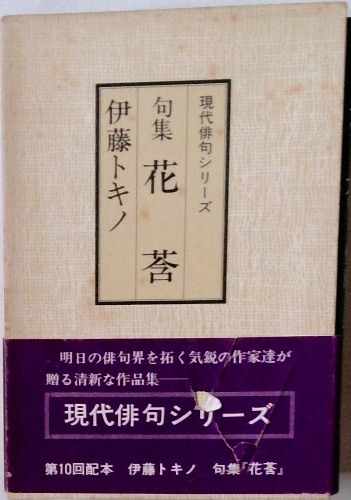 現代俳句シリーズ
句集 花莟
伊藤トキノ
明日の俳句界を拓く気鋭の作家達が
贈る清新な作品集――
現代俳句シリーズ
第10回配本 伊藤トキノ 句集「花莟」